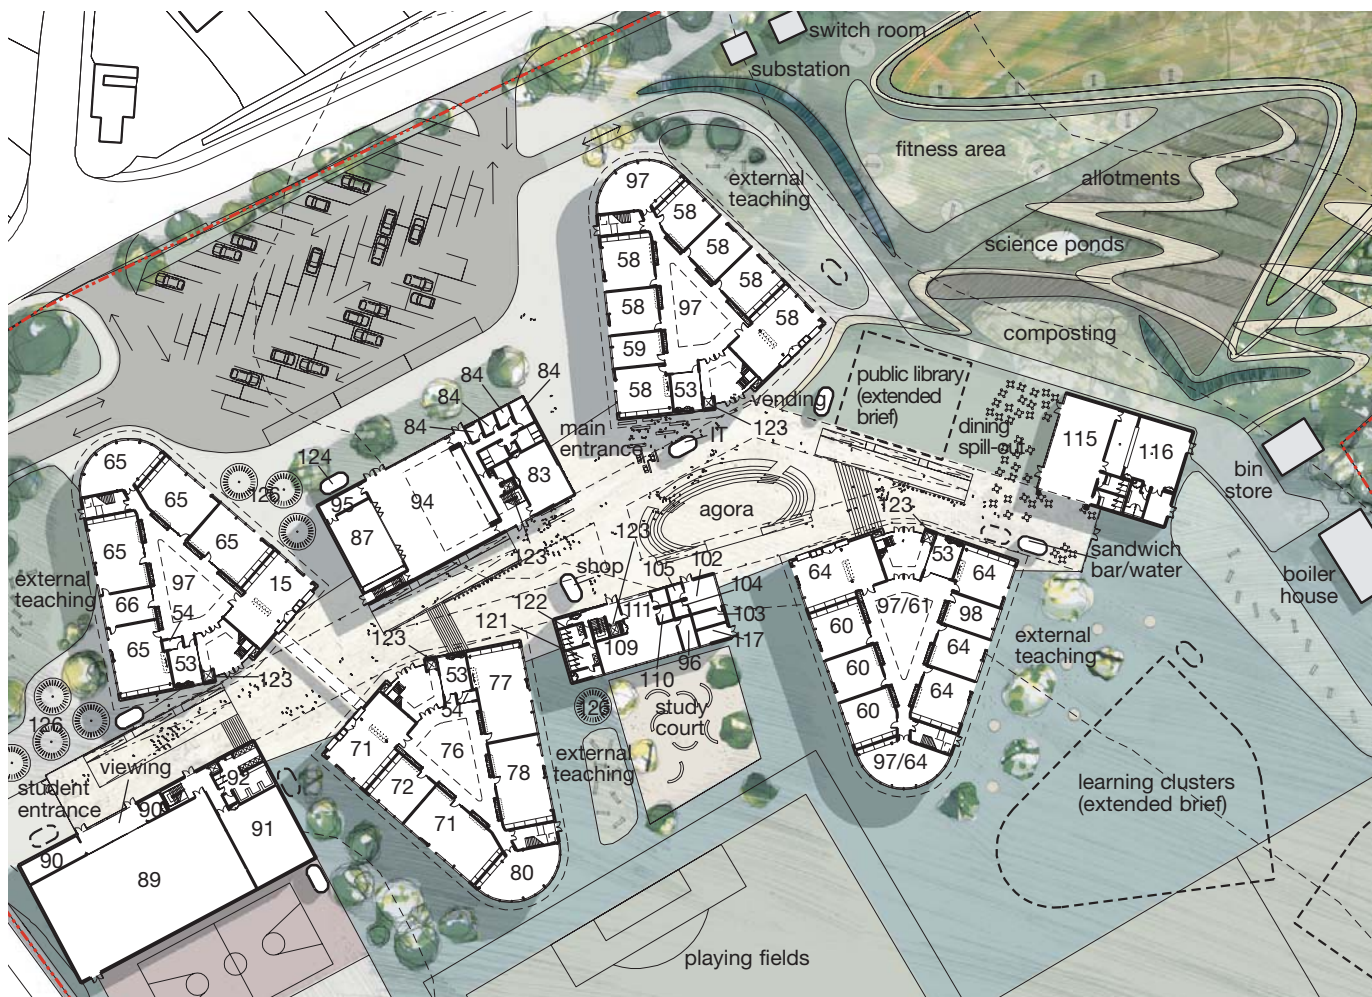 switch room
substation
fitness area
external
teaching
allotments
science ponds
composting
97
58
58
58
58
58
58
59
58
97
53
vending
123
public library
(extended
brief)
dining
spill-out
115
116
bin
store
boiler
house
sandwich
bar/water
main
entrance
IT
84
84
84
84
83
94
95
87
124
125
123
agora
123
123
shop
65
65
65
65
66
65
97
54
53
15
123
external
teaching
126
viewing
student
entrance
90
90
92
91
89
123
53
54
77
76
78
71
72
71
80
121
122
109
111
105
102
104
103
117
96
110
126
study
court
external
teaching
64
53
64
97/61
98
60
60
60
64
64
97/64
external
teaching
learning clusters
(extended brief)
playing fields